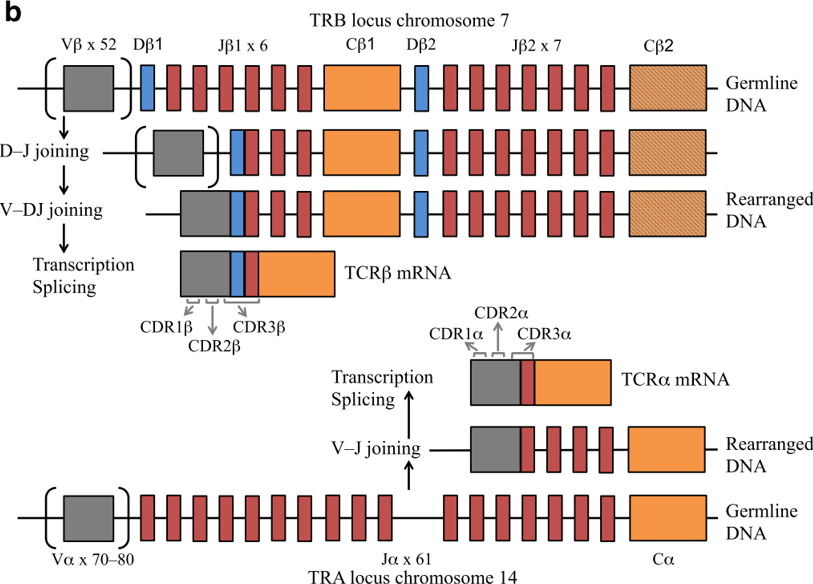 b
TRB locus chromosome 7
Vβ x 52
Dβ1
Jβ1 x 6
Cβ1
Dβ2
Jβ2 x 7
Cβ2
Germline
DNA
D–J joining
V–DJ joining
Rearranged
DNA
Transcription
Splicing
TCRβ mRNA
CDR1β
CDR2β
CDR3β
CDR2α
CDR1α
CDR3α
Transcription
Splicing
TCRα mRNA
V–J joining
Rearranged
DNA
Germline
DNA
Vα x 70–80
Jα x 61
Cα
TRA locus chromosome 14